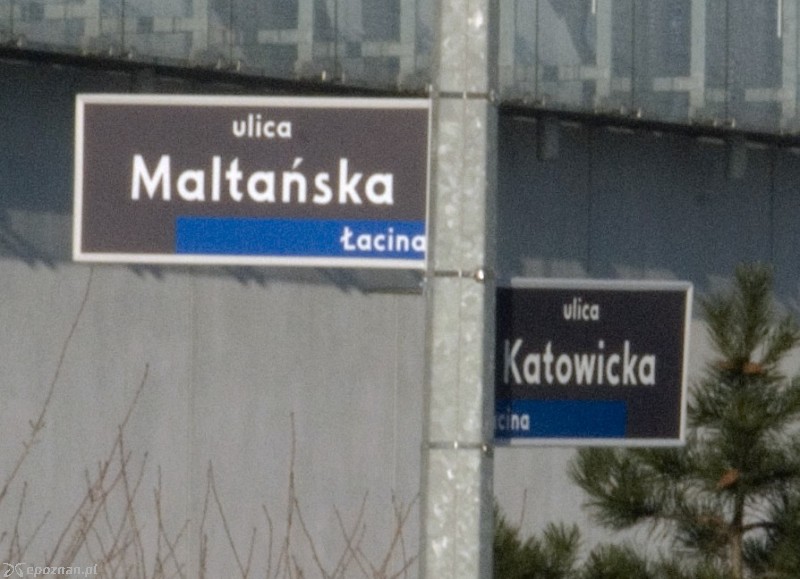 ulica
Maltańska
Łacina
ulica
Katowicka
cina
epoznan.pl